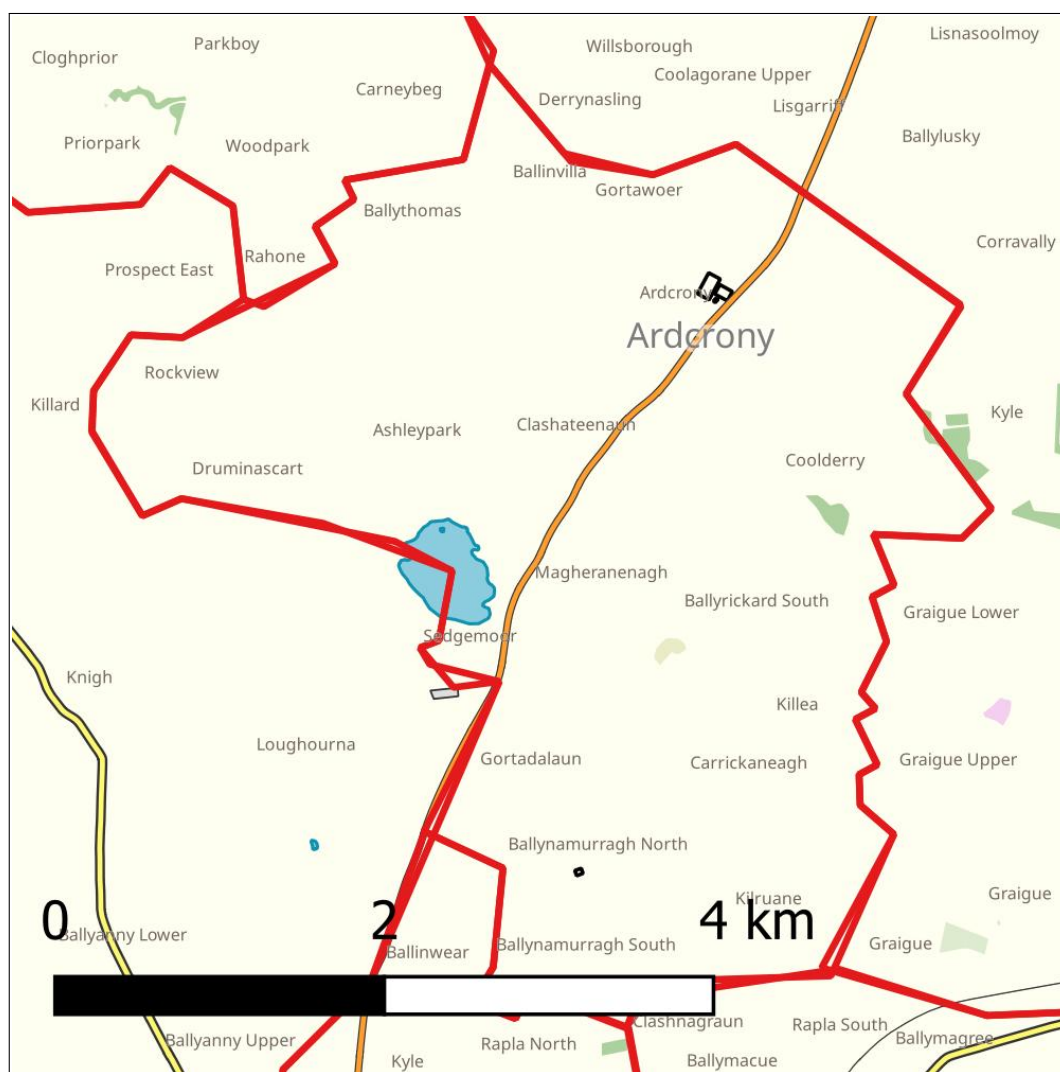 Lisnasoolmoy
Parkboy
Willsborough
Cloghprior
Coolagorane Upper
Carneybeg
Derrynasling
Lisgarriff
Ballylusky
Priorpark
Woodpark
Ballinvilla
Gortawoer
Ballythomas
Corravally
Rahone
Prospect East
Ardcrony
Ardcrony
Rockview
Killard
Kyle
Clashateenaun
Ashleypark
Coolderry
Druminascart
Magheranenagh
Ballyrickard South
Graigue Lower
Sedgemoor
Knigh
Killea
Loughourna
Gortadalaun
Carrickaneagh
Graigue Upper
Ballynamurragh North
Graigue
Kilruane
0 2 4 km
Ballyanny Lower
Ballinwear
Ballynamurragh South
Graigue
Clashnagraun
Rapla South
Ballyanny Upper
Rapla North
Ballymagree
Kyle
Ballymacue